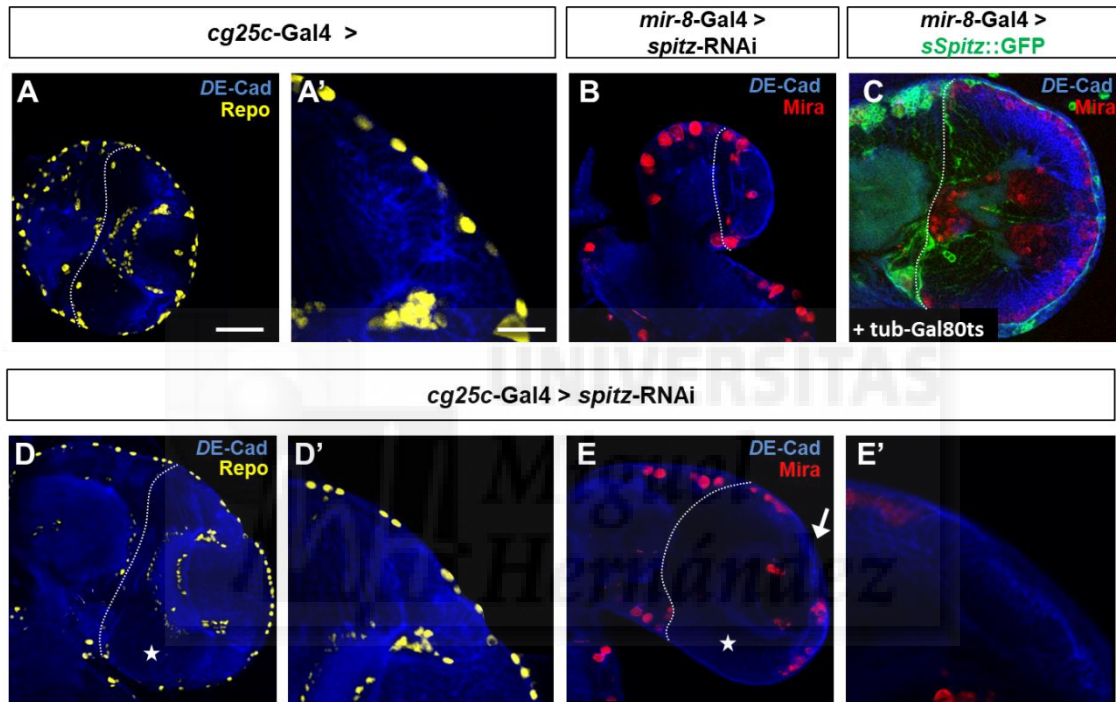 cg25c-Gal4 >
mir-8-Gal4 >
spitz-RNAi
mir-8-Gal4 >
sSpitz::GFP
A
DE-Cad
Repo
A'
B
DE-Cad
Mira
C
DE-Cad
Mira
+ tub-Gal80ts
UNIVERSITAS
Miguel
Hernández
cg25c-Gal4 > spitz-RNAi
D
DE-Cad
Repo
D'
E
DE-Cad
Mira
E'